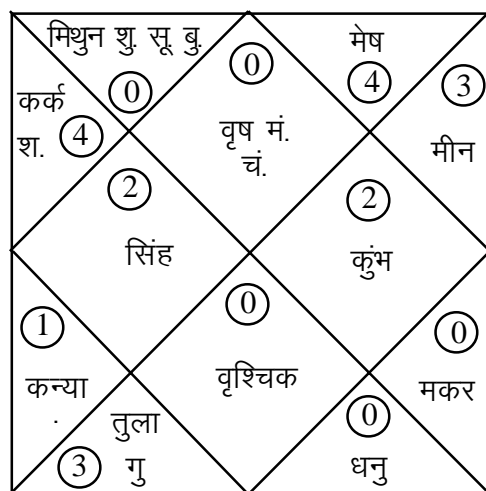 मिथुन शु. सू. बु.
0
0
वृष मं.
चं.
मेष
4
3
मीन
कर्क
श. 4
2
सिंह
2
कुंभ
1
कन्या
.
0
वृश्चिक
0
मकर
तुला
3 गु
0
धनु